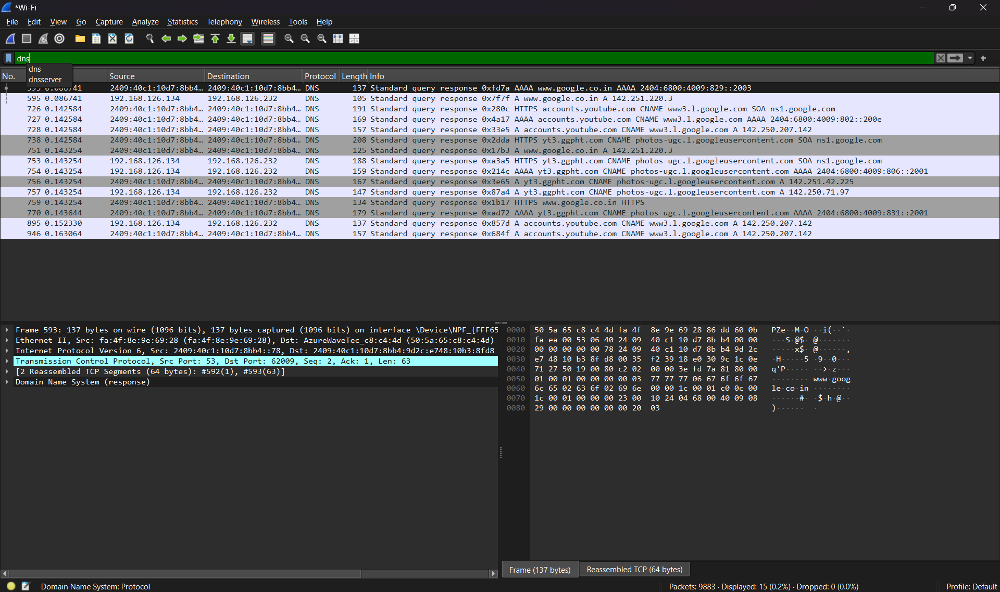 *Wi-Fi
File Edit View Go Capture Analyze Statistics Telephony Wireless Tools Help
dns
dns
dnsserver
No. Source Destination Protocol Length Info
2409:40c1:10d7:8bb4… 2409:40c1:10d7:8bb4… DNS 137 Standard query response 0xfd7a AAAA www.google.co.in AAAA 2404:6800:4009:829::2003
595 0.086741 192.168.126.134 192.168.126.232 DNS 105 Standard query response 0x7f7f A www.google.co.in A 142.251.220.3
726 0.142584 2409:40c1:10d7:8bb4… 2409:40c1:10d7:8bb4… DNS 191 Standard query response 0x280c HTTPS accounts.youtube.com CNAME www3.l.google.com SOA ns1.google.com
727 0.142584 2409:40c1:10d7:8bb4… 2409:40c1:10d7:8bb4… DNS 169 Standard query response 0x4a17 AAAA accounts.youtube.com CNAME www3.l.google.com AAAA 2404:6800:4009:802::200e
728 0.142584 2409:40c1:10d7:8bb4… 2409:40c1:10d7:8bb4… DNS 157 Standard query response 0x33e5 A accounts.youtube.com CNAME www3.l.google.com A 142.250.207.142
738 0.142584 2409:40c1:10d7:8bb4… 2409:40c1:10d7:8bb4… DNS 208 Standard query response 0x2dda HTTPS yt3.ggpht.com CNAME photos-ugc.l.googleusercontent.com SOA ns1.google.com
751 0.143254 2409:40c1:10d7:8bb4… 2409:40c1:10d7:8bb4… DNS 125 Standard query response 0x17b3 A www.google.co.in A 142.251.220.3
753 0.143254 192.168.126.134 192.168.126.232 DNS 188 Standard query response 0xa3a5 HTTPS yt3.ggpht.com CNAME photos-ugc.l.googleusercontent.com SOA ns1.google.com
754 0.143254 192.168.126.134 192.168.126.232 DNS 159 Standard query response 0x214c AAAA yt3.ggpht.com CNAME photos-ugc.l.googleusercontent.com AAAA 2404:6800:4009:806::2001
756 0.143254 2409:40c1:10d7:8bb4… 2409:40c1:10d7:8bb4… DNS 167 Standard query response 0x3e65 A yt3.ggpht.com CNAME photos-ugc.l.googleusercontent.com A 142.251.42.225
757 0.143254 192.168.126.134 192.168.126.232 DNS 147 Standard query response 0x87a4 A yt3.ggpht.com CNAME photos-ugc.l.googleusercontent.com A 142.250.71.97
759 0.143254 2409:40c1:10d7:8bb4… 2409:40c1:10d7:8bb4… DNS 134 Standard query response 0x1b17 HTTPS www.google.co.in HTTPS
770 0.143644 2409:40c1:10d7:8bb4… 2409:40c1:10d7:8bb4… DNS 179 Standard query response 0xad72 AAAA yt3.ggpht.com CNAME photos-ugc.l.googleusercontent.com AAAA 2404:6800:4009:831::2001
895 0.152330 192.168.126.134 192.168.126.232 DNS 137 Standard query response 0x857d A accounts.youtube.com CNAME www3.l.google.com A 142.250.207.142
946 0.163064 2409:40c1:10d7:8bb4… 2409:40c1:10d7:8bb4… DNS 157 Standard query response 0x684f A accounts.youtube.com CNAME www3.l.google.com A 142.250.207.142
Frame 593: 137 bytes on wire (1096 bits), 137 bytes captured (1096 bits) on interface \Device\NPF_{FFF65
Ethernet II, Src: fa:4f:8e:9e:69:28 (fa:4f:8e:9e:69:28), Dst: AzureWaveTec_c8:c4:4d (50:5a:65:c8:c4:4d)
Internet Protocol Version 6, Src: 2409:40c1:10d7:8bb4::78, Dst: 2409:40c1:10d7:8bb4:9d2c:e748:10b3:8fd8
Transmission Control Protocol, Src Port: 53, Dst Port: 62009, Seq: 2, Ack: 1, Len: 63
[2 Reassembled TCP Segments (64 bytes): #592(1), #593(63)]
Domain Name System (response)
0000 50 5a 65 c8 c4 4d fa 4f 8e 9e 69 28 86 dd 60 0b PZe··M·O ··i(··`·
0010 fa ea 00 53 06 40 24 09 40 c1 10 d7 8b b4 00 00 ···S·@$· @·······
0020 00 00 00 00 00 78 24 09 40 c1 10 d7 8b b4 9d 2c ·····x$· @······,
0030 e7 48 10 b3 8f d8 00 35 f2 39 18 e0 30 9c 1c 0e ·H·····5 ·9··0···
0040 71 27 50 19 00 80 c2 02 00 00 3e fd 7a 81 80 00 q'P····· ··>·z···
0050 01 00 01 00 00 00 00 03 77 77 77 06 67 6f 6f 67 ········ www·goog
0060 6c 65 02 63 6f 02 69 6e 00 00 1c 00 01 c0 0c 00 le·co·in ········
0070 1c 00 01 00 00 00 23 00 10 24 04 68 00 40 09 08 ······#· ·$·h·@··
0080 29 00 00 00 00 00 00 20 03 )······ ·
Frame (137 bytes) Reassembled TCP (64 bytes)
Domain Name System: Protocol Packets: 9883 · Displayed: 15 (0.2%) · Dropped: 0 (0.0%) Profile: Default